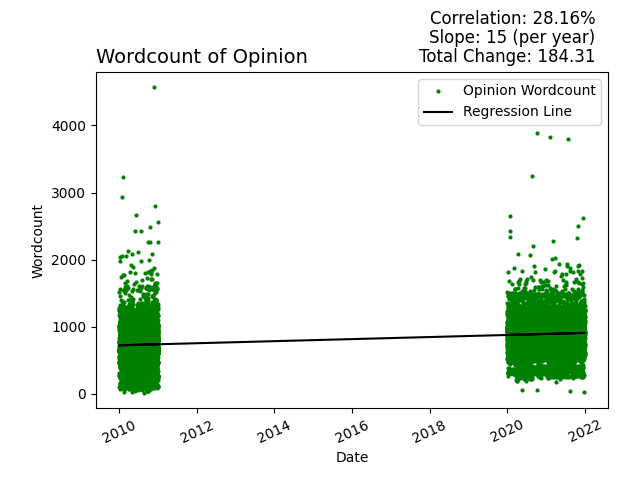 Correlation: 28.16%
Slope: 15 (per year)
Total Change: 184.31
Wordcount of Opinion
Opinion Wordcount
Regression Line
Wordcount
4000
3000
2000
1000
0
2010
2012
2014
2016
2018
2020
2022
Date